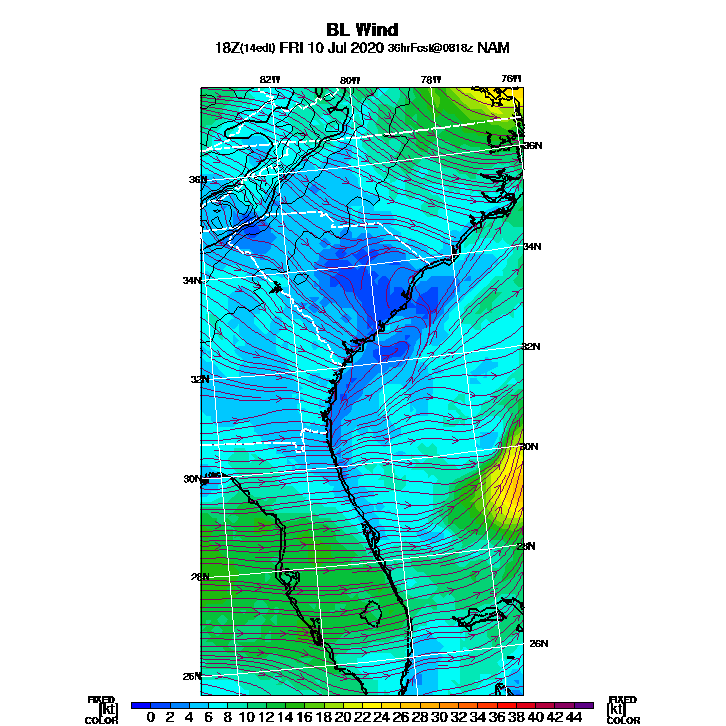 BL Wind
18Z(14edt) FRI 10 Jul 2020 36hrFcst@0818z NAM
82W 80W 78W 76W
36N
36N
34N
34N
32N
32N
30N
30N
28N
28N
26N
26N
FIXED FIXED
[kt] 0 2 4 6 8 10 12 14 16 18 20 22 24 26 28 30 32 34 36 38 40 42 44 [kt]
COLOR COLOR